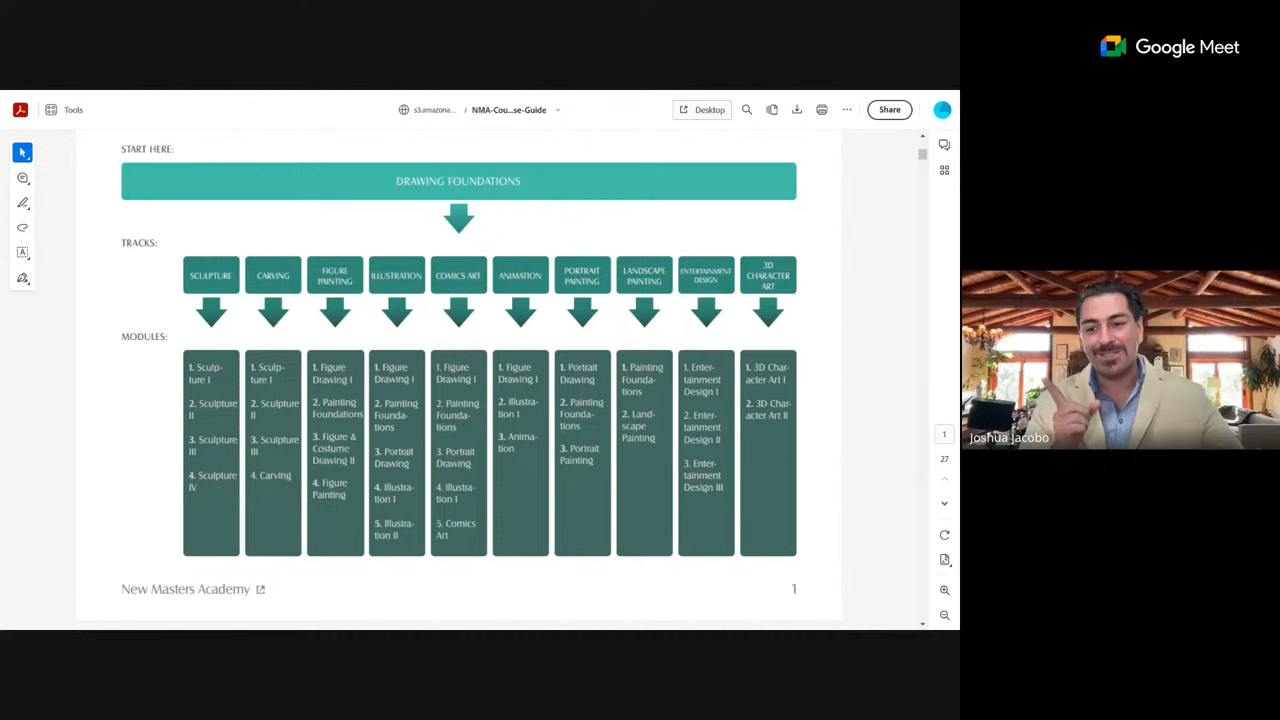 Google Meet
Tools
s3.amazona... / NMA-Cou...se-Guide
Desktop
Share
START HERE:
DRAWING FOUNDATIONS
TRACKS:
SCULPTURE
CARVING
FIGURE
PAINTING
ILLUSTRATION
COMICS ART
ANIMATION
PORTRAIT
PAINTING
LANDSCAPE
PAINTING
ENTERTAINMENT
DESIGN
3D
CHARACTER
ART
MODULES:
1. Sculp-
ture I
2. Sculpture
II
3. Sculpture
III
4. Sculpture
IV
1. Sculp-
ture I
2. Sculpture
II
3. Sculpture
III
4. Carving
1. Figure
Drawing I
2. Painting
Foundations
3. Figure &
Costume
Drawing II
4. Figure
Painting
1. Figure
Drawing I
2. Painting
Founda-
tions
3. Portrait
Drawing
4. Illustra-
tion I
5. Illustra-
tion II
1. Figure
Drawing I
2. Painting
Founda-
tions
3. Portrait
Drawing
4. Illustra-
tion I
5. Comics
Art
1. Figure
Drawing I
2. Illustra-
tion I
3. Anima-
tion
1. Portrait
Drawing
2. Painting
Founda-
tions
3. Portrait
Painting
1. Painting
Founda-
tions
2. Land-
scape
Painting
1. Enter-
tainment
Design I
2. Enter-
tainment
Design II
3. Enter-
tainment
Design III
1. 3D Char-
acter Art I
2. 3D Char-
acter Art II
New Masters Academy
1
1
27
Joshua Jacobo